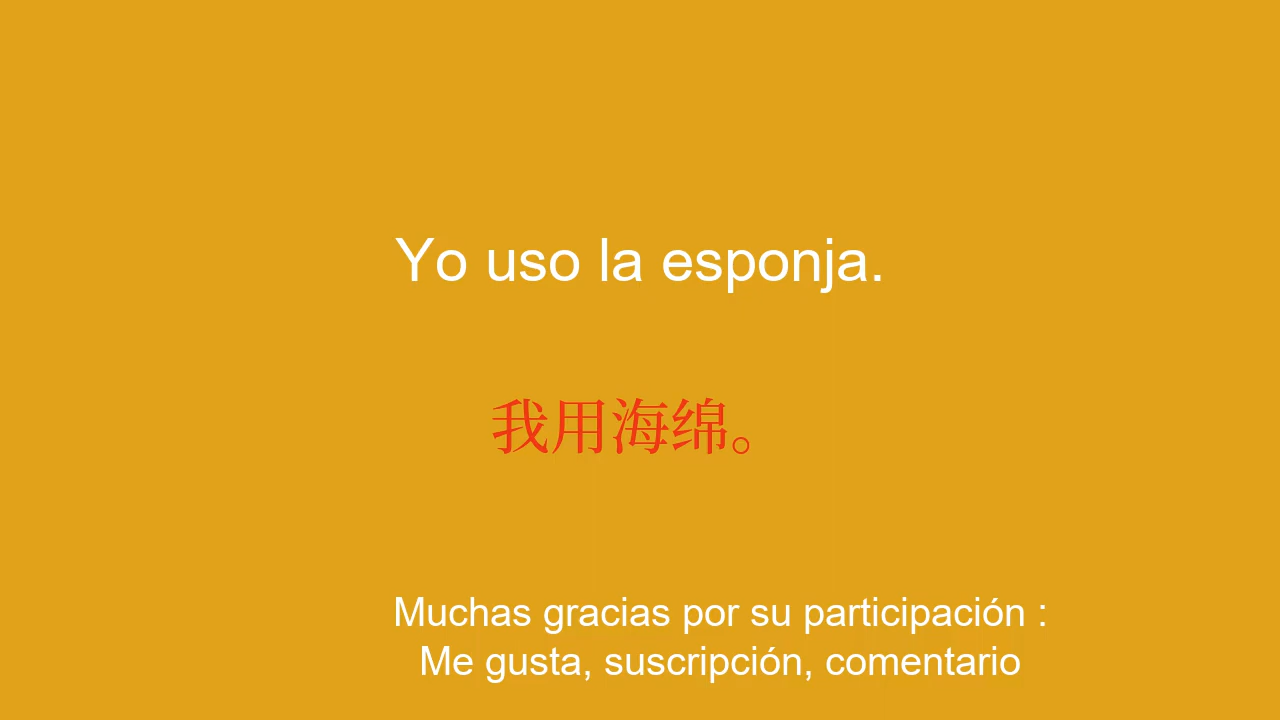 Yo uso la esponja.
我用海绵。
Muchas gracias por su participación :
Me gusta, suscripción, comentario